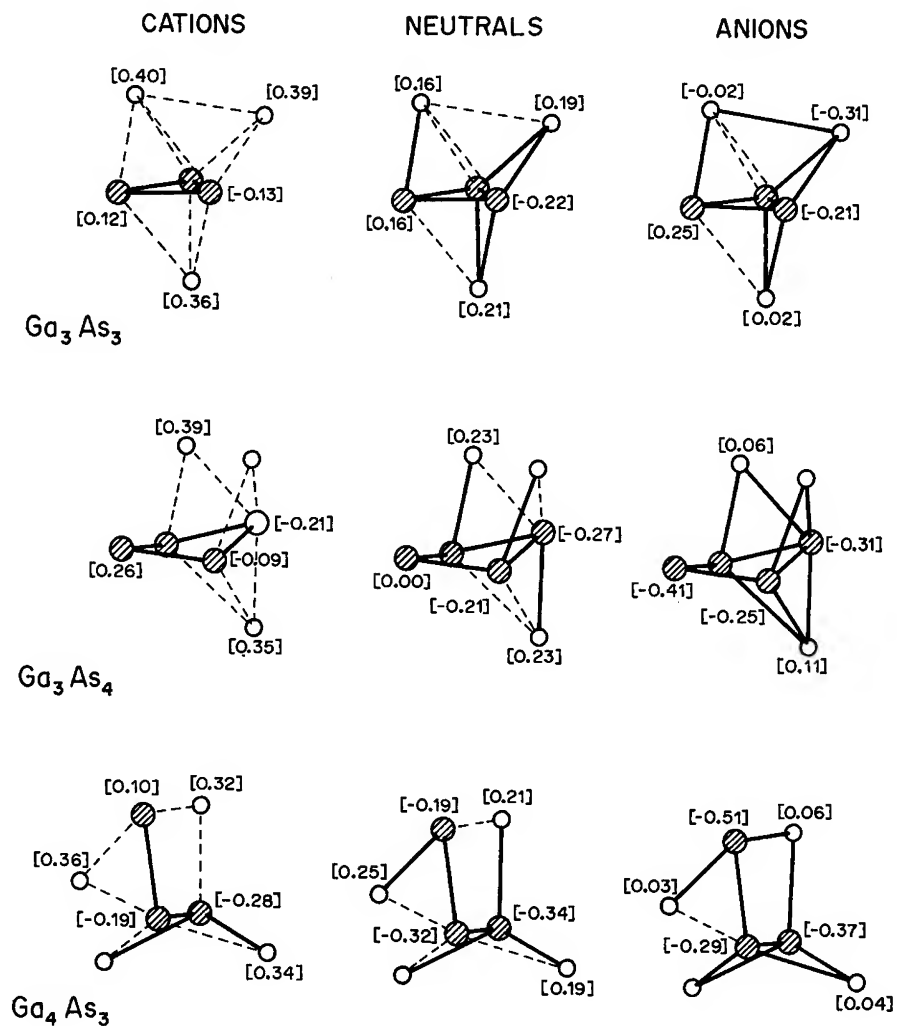 CATIONS NEUTRALS ANIONS
[0.40] [0.39] [0.16] [0.19] [-0.02] [-0.31]
[0.12] [-0.13] [0.16] [-0.22] [0.25] [-0.21]
[0.36] [0.21] [0.02]
Ga3 As3
[0.39] [0.23] [0.06]
[-0.21] [-0.27] [-0.31]
[0.26] [-0.09] [0.00] [-0.21] [-0.41] [-0.25]
[0.35] [0.23] [0.11]
Ga3 As4
[0.10] [0.32] [-0.19] [0.21] [-0.51] [0.06]
[0.36] [0.25] [0.03]
[-0.19] [-0.28] [-0.32] [-0.34] [-0.29] [-0.37]
[0.34] [0.19] [0.04]
Ga4 As3